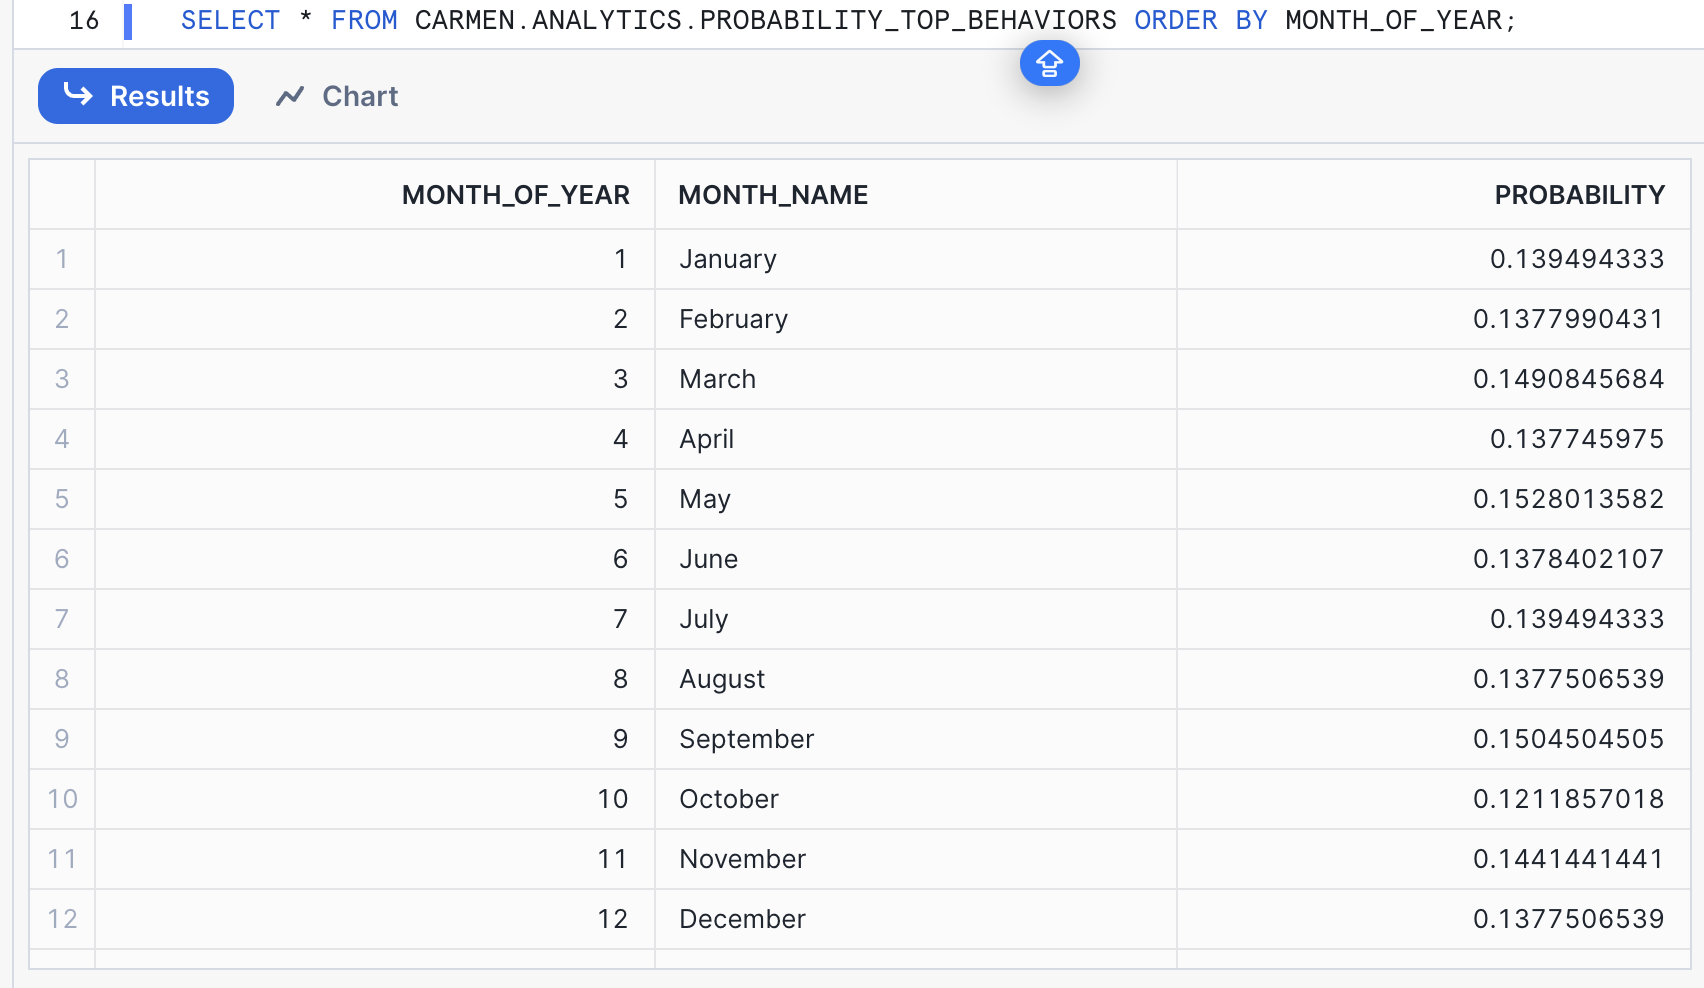 16 SELECT * FROM CARMEN.ANALYTICS.PROBABILITY_TOP_BEHAVIORS ORDER BY MONTH_OF_YEAR;
Results Chart
MONTH_OF_YEAR MONTH_NAME PROBABILITY
1 1 January 0.139494333
2 2 February 0.1377990431
3 3 March 0.1490845684
4 4 April 0.137745975
5 5 May 0.1528013582
6 6 June 0.1378402107
7 7 July 0.139494333
8 8 August 0.1377506539
9 9 September 0.1504504505
10 10 October 0.1211857018
11 11 November 0.1441441441
12 12 December 0.1377506539